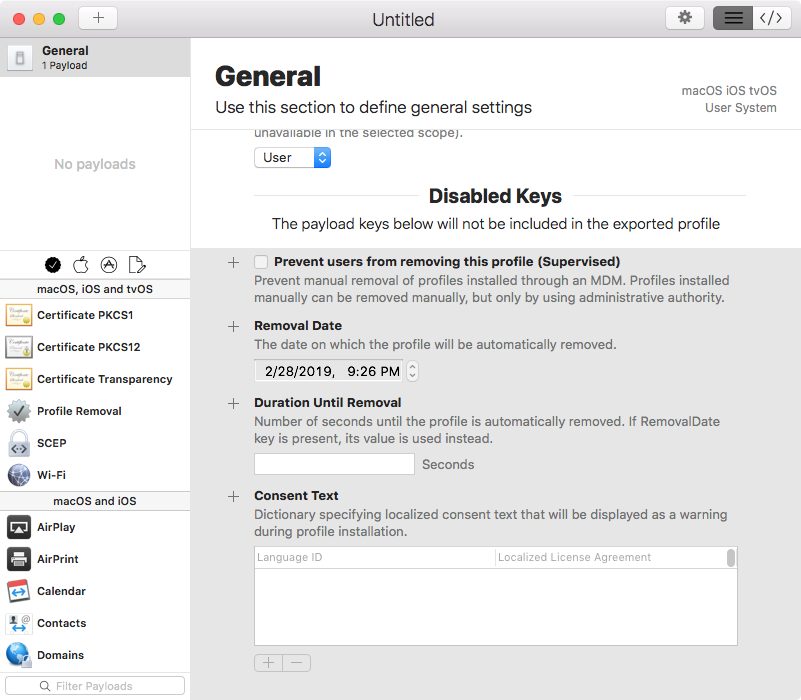 Untitled
General
1 Payload
No payloads
macOS, iOS and tvOS
Certificate PKCS1
Certificate PKCS12
Certificate Transparency
Profile Removal
SCEP
Wi-Fi
macOS and iOS
AirPlay
AirPrint
Calendar
Contacts
Domains
Filter Payloads
General
Use this section to define general settings
macOS iOS tvOS
User System
unavailable in the selected scope).
User
Disabled Keys
The payload keys below will not be included in the exported profile
Prevent users from removing this profile (Supervised)
Prevent manual removal of profiles installed through an MDM. Profiles installed
manually can be removed manually, but only by using administrative authority.
Removal Date
The date on which the profile will be automatically removed.
2/28/2019, 9:26 PM
Duration Until Removal
Number of seconds until the profile is automatically removed. If RemovalDate
key is present, its value is used instead.
Seconds
Consent Text
Dictionary specifying localized consent text that will be displayed as a warning
during profile installation.
Language ID
Localized License Agreement